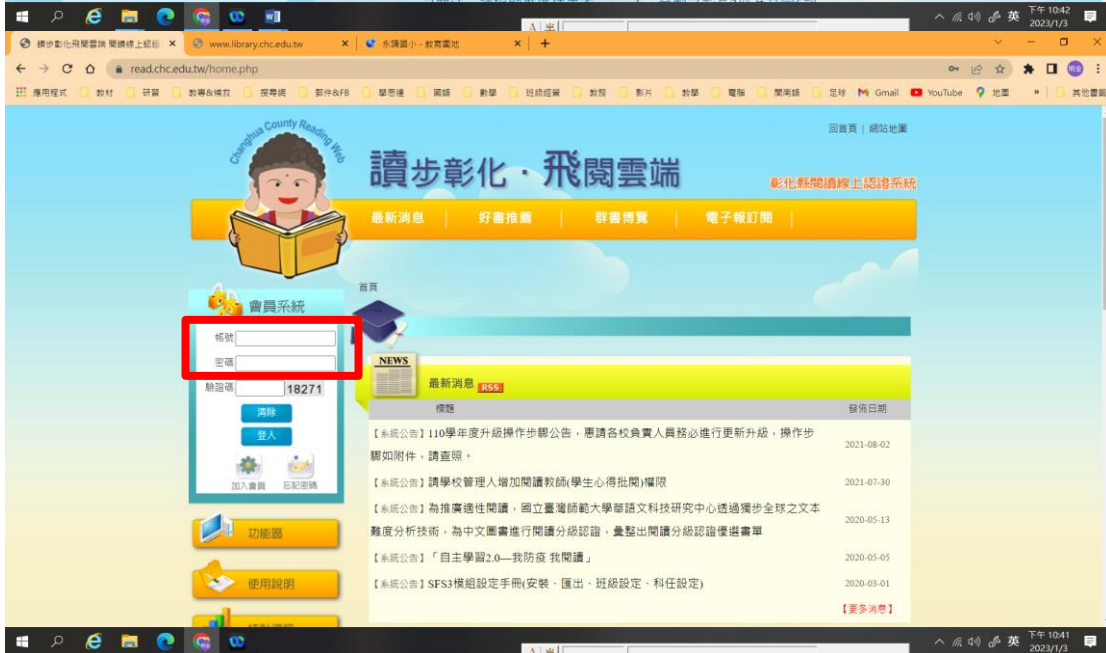 下午 10:42
英
2023/1/3
讀步彰化飛閱雲端 閱讀線上認證
www.library.chc.edu.tw
永靖國小-教育園地
read.chc.edu.tw/home.php
應用程式 教材 研習 教專&補救 搜尋網 郵件&FB 學思達 國語 數學 班級經營 教務 影片 教學 電腦 閩南語 足球 Gmail YouTube 地圖 » 其他書籤
Changhua County Reading Web
回首頁 | 網站地圖
讀步彰化・飛閱雲端
彰化縣閱讀線上認證系統
最新消息 | 好書推薦 | 群書博覽 | 電子報訂閱 |
首頁
會員系統
帳號
密碼
驗證碼 18271
清除
登入
加入會員 忘記密碼
功能區
使用說明
NEWS
最新消息 RSS
標題 發佈日期
【系統公告】110學年度升級操作步驟公告，惠請各校負責人員務必進行更新升級，操作步
驟如附件，請查照。 2021-08-02
【系統公告】請學校管理人增加閱讀教師(學生心得批閱)權限 2021-07-30
【系統公告】為推廣適性閱讀，國立臺灣師範大學華語文科技研究中心透過獨步全球之文本
難度分析技術，為中文圖書進行閱讀分級認證，彙整出閱讀分級認證優選書單 2020-05-13
【系統公告】「自主學習2.0—我防疫 我閱讀」 2020-05-05
【系統公告】SFS3模組設定手冊(安裝、匯出、班級設定、科任設定) 2020-03-01
【更多消息】
下午 10:41
英
2023/1/3